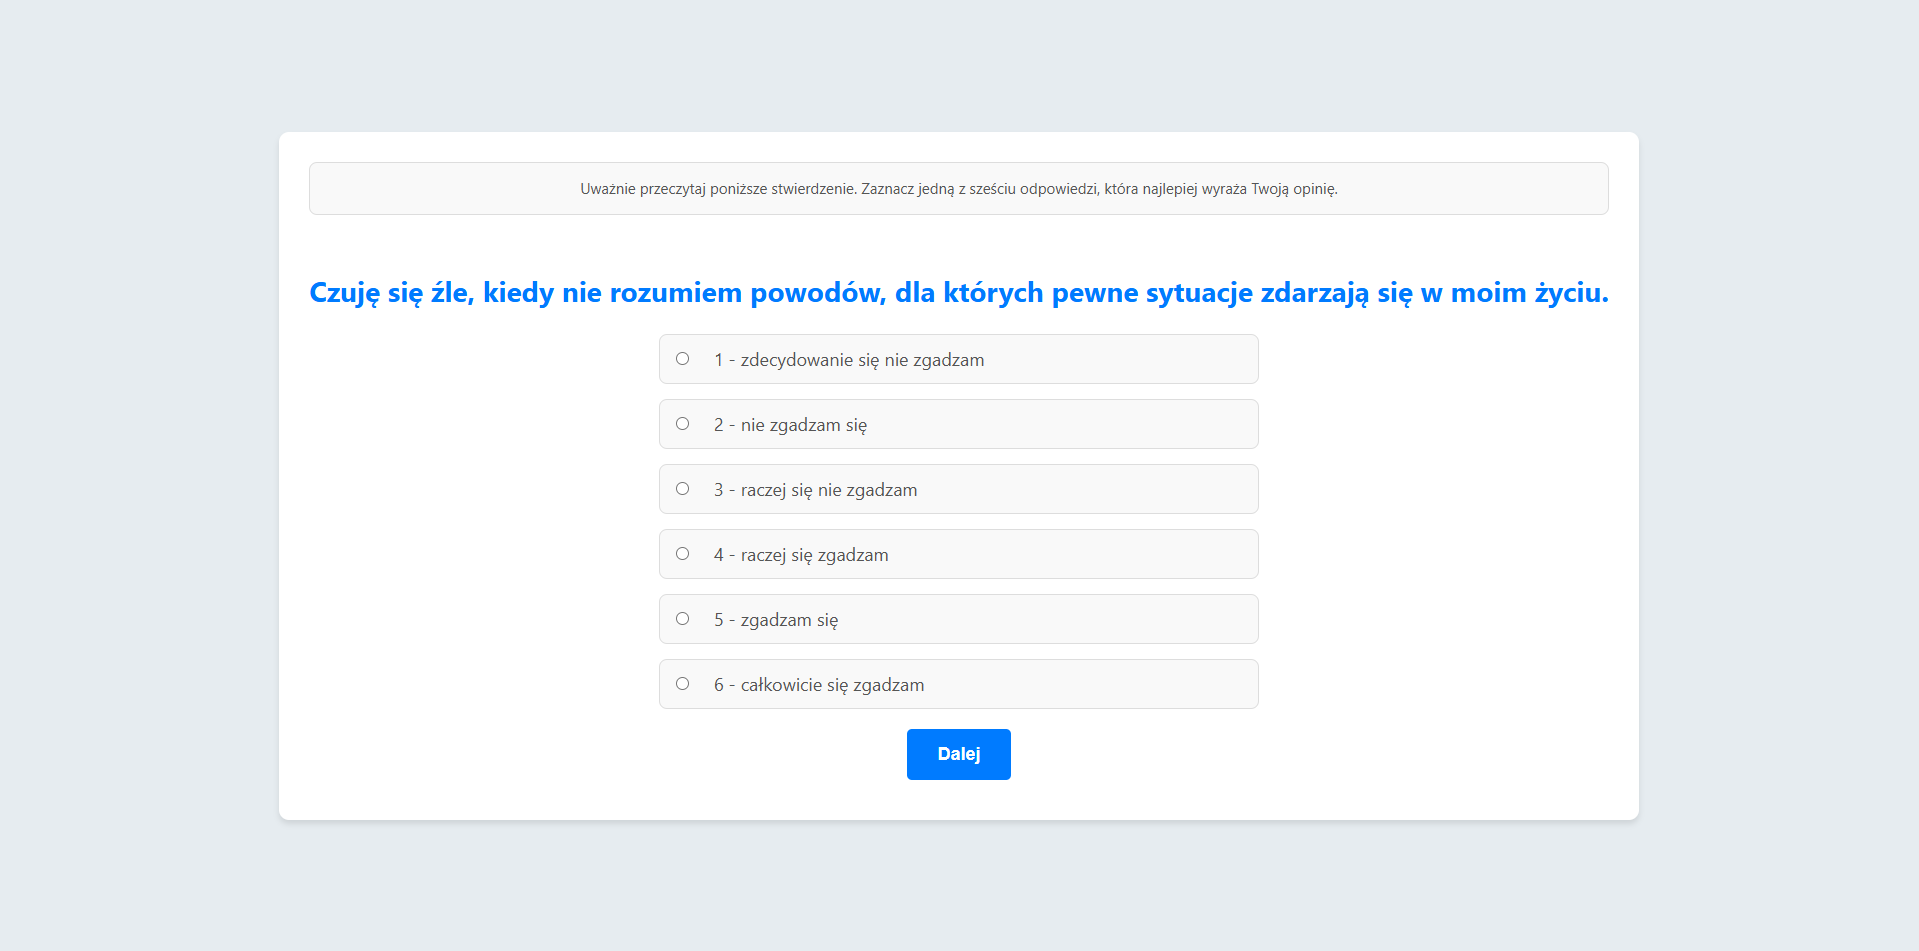 Uważnie przeczytaj poniższe stwierdzenie. Zaznacz jedną z sześciu odpowiedzi, która najlepiej wyraża Twoją opinię.
Czuję się źle, kiedy nie rozumiem powodów, dla których pewne sytuacje zdarzają się w moim życiu.
1 - zdecydowanie się nie zgadzam
2 - nie zgadzam się
3 - raczej się nie zgadzam
4 - raczej się zgadzam
5 - zgadzam się
6 - całkowicie się zgadzam
Dalej